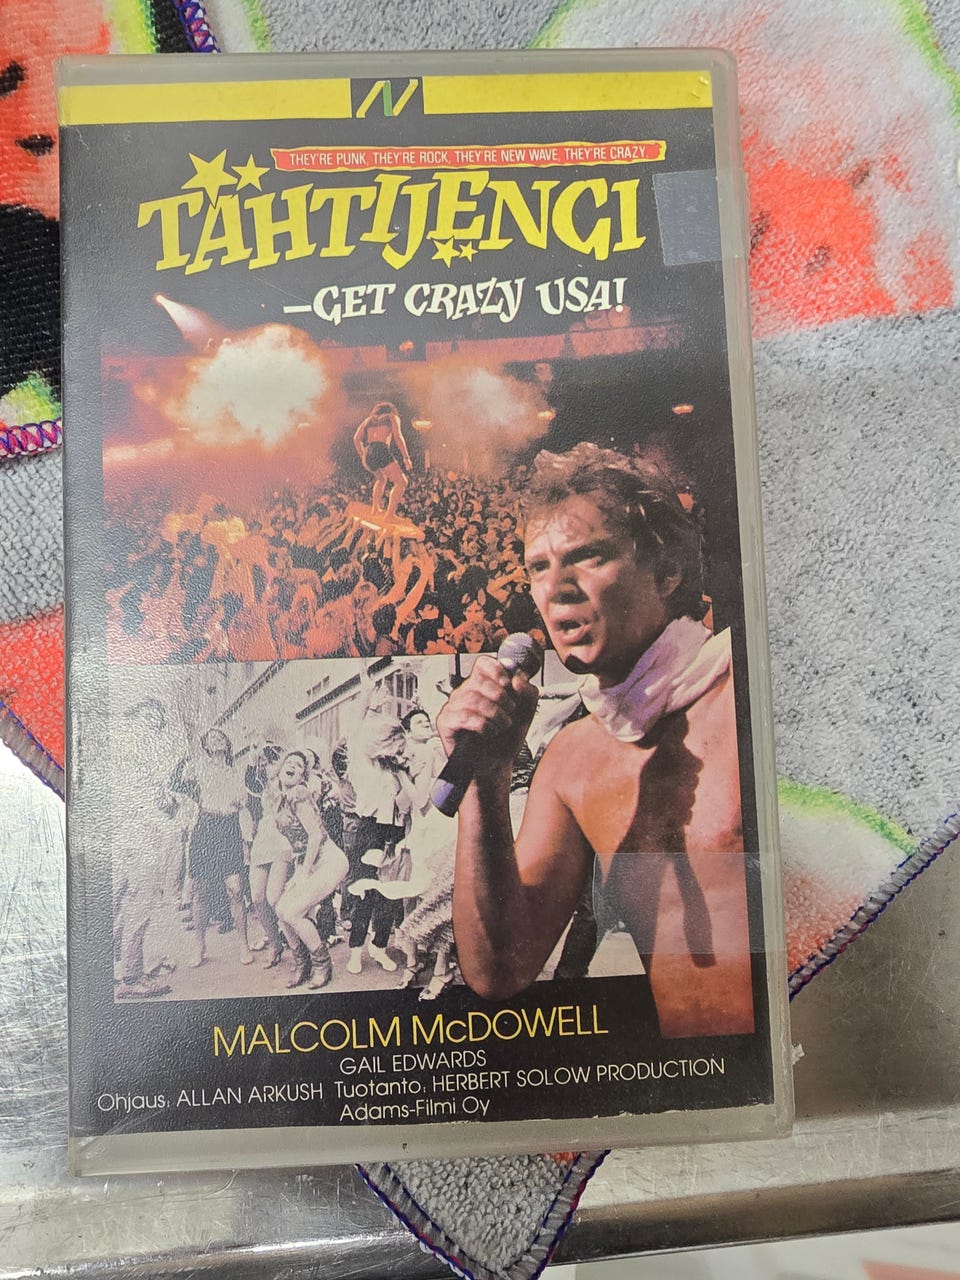 N
THEY'RE PUNK, THEY'RE ROCK, THEY'RE NEW WAVE, THEY'RE CRAZY.
TÄHTIJENGI
–GET CRAZY USA!
MALCOLM McDOWELL
GAIL EDWARDS
Ohjaus: ALLAN ARKUSH Tuotanto: HERBERT SOLOW PRODUCTION
Adams-Filmi Oy